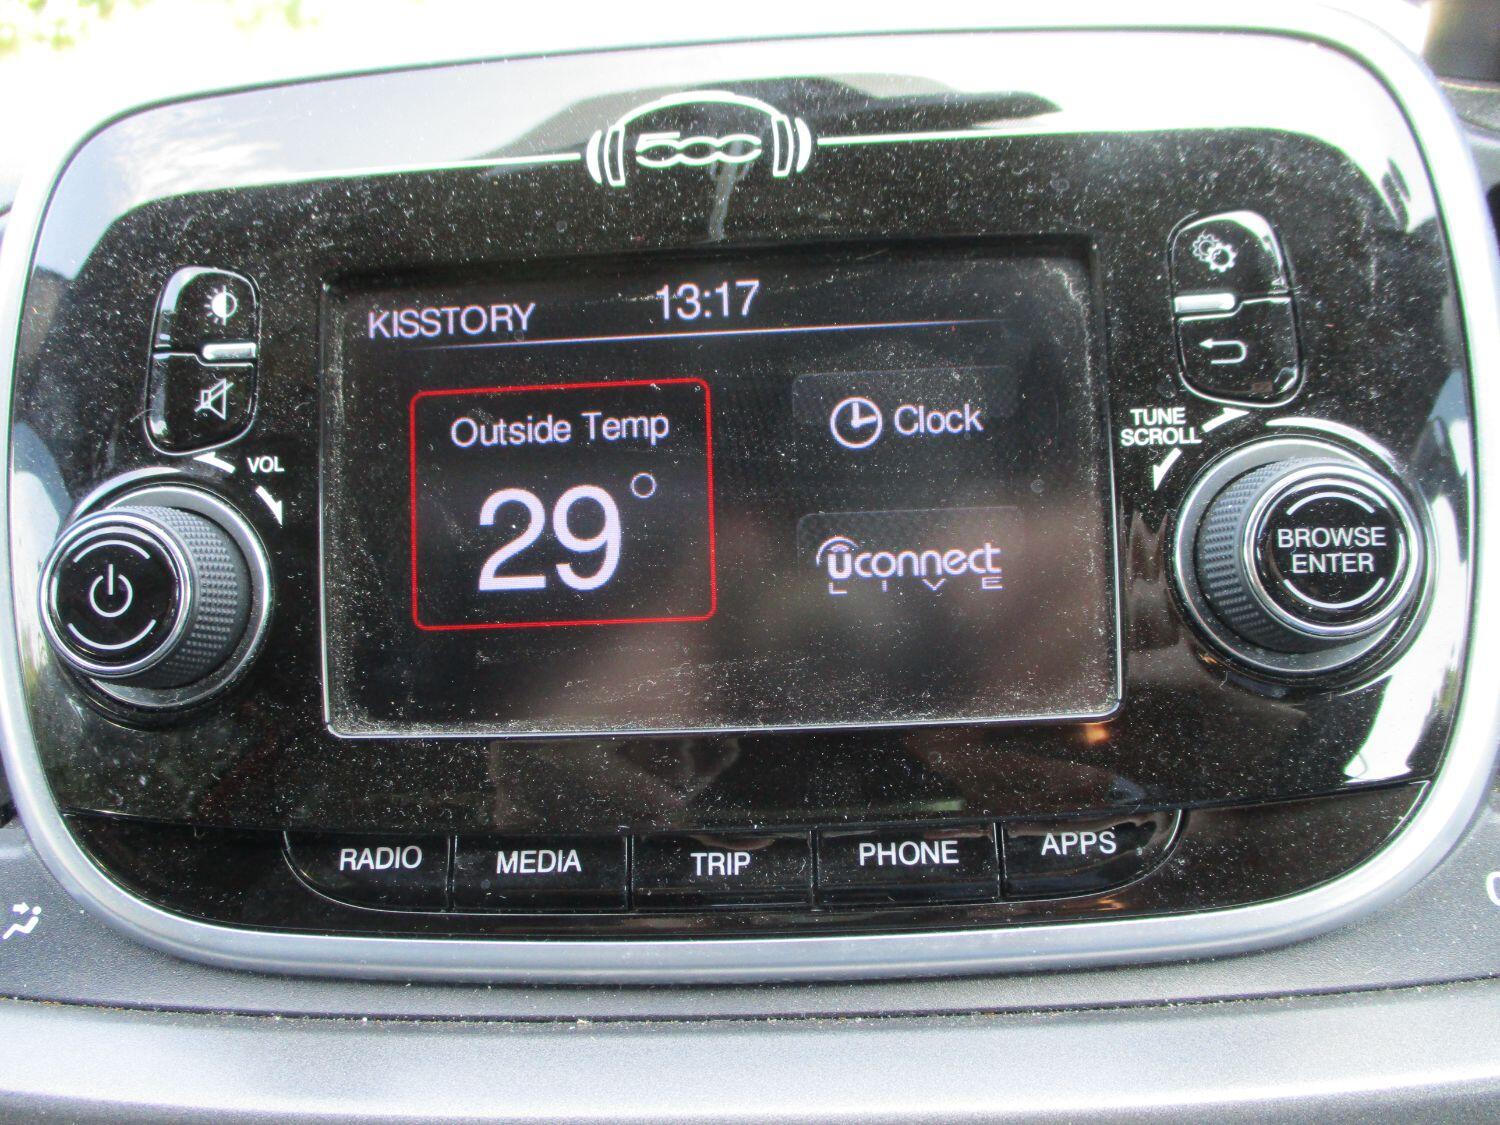 500
KISSTORY 13:17
Outside Temp
29°
Clock
Uconnect
LIVE
VOL
TUNE
SCROLL
BROWSE
ENTER
RADIO
MEDIA
TRIP
PHONE
APPS